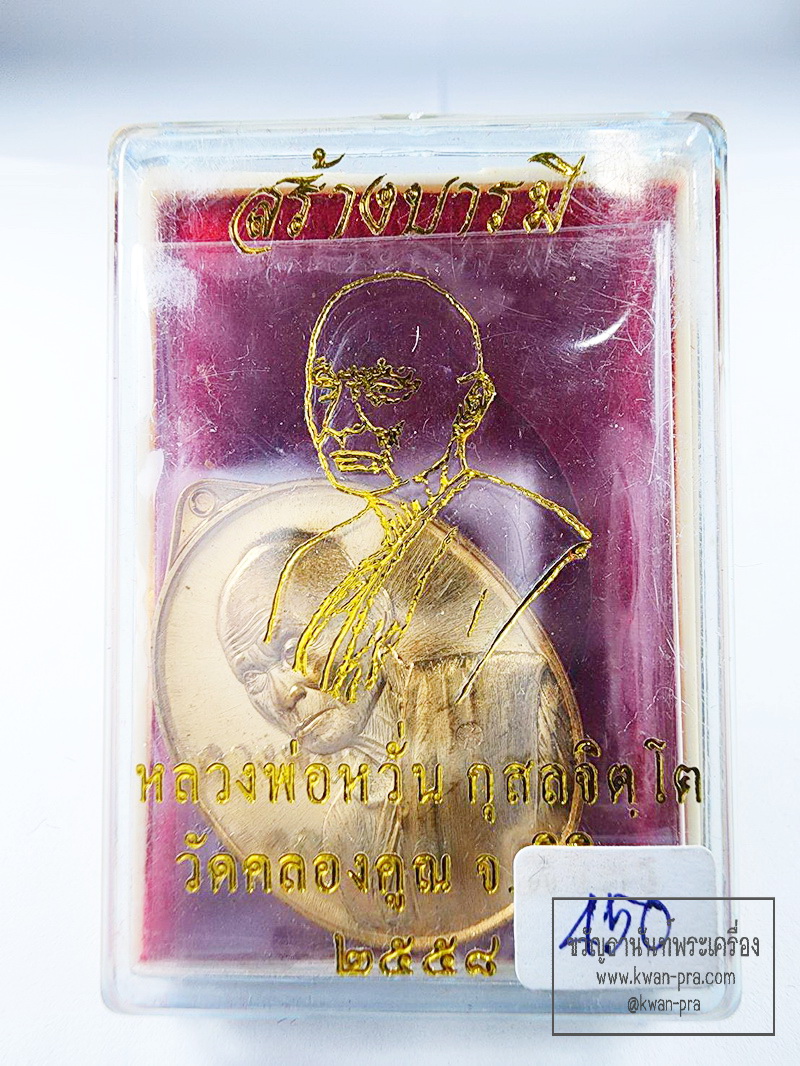 สร้างบารมี
หลวงพ่อหวั่น กุสลจิตฺโต
วัดคลองคูณ จ.
๒๕๕๘
150
ขวัญธานันท์พระเครื่อง
www.kwan-pra.com
@kwan-pra